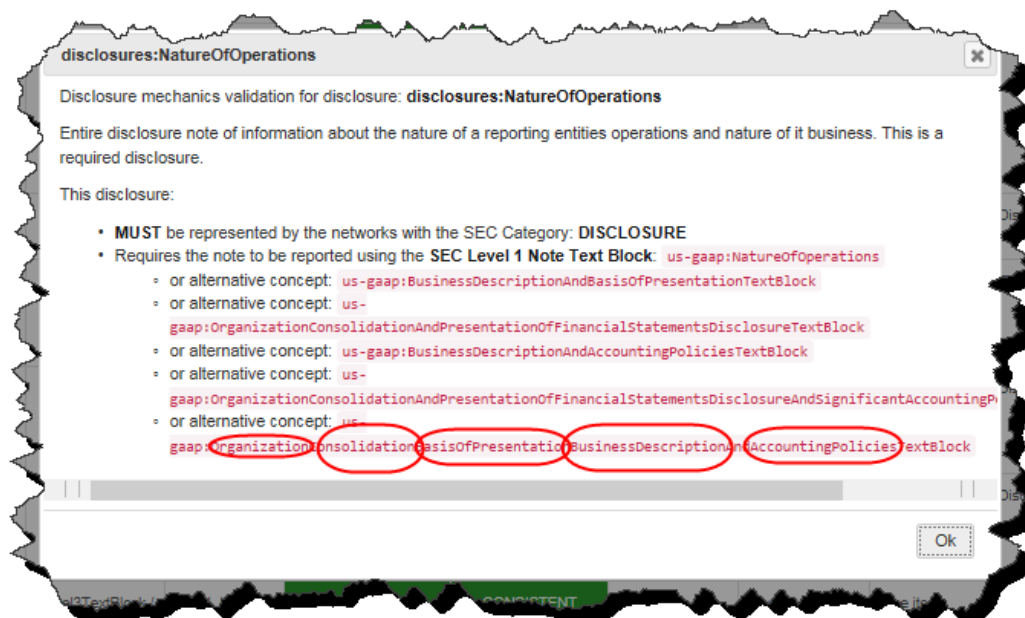 disclosures:NatureOfOperations
Disclosure mechanics validation for disclosure: disclosures:NatureOfOperations
Entire disclosure note of information about the nature of a reporting entities operations and nature of it business. This is a
required disclosure.
This disclosure:
• MUST be represented by the networks with the SEC Category: DISCLOSURE
• Requires the note to be reported using the SEC Level 1 Note Text Block: us-gaap:NatureOfOperations
◦ or alternative concept: us-gaap:BusinessDescriptionAndBasisOfPresentationTextBlock
◦ or alternative concept: us-
gaap:OrganizationConsolidationAndPresentationOfFinancialStatementsDisclosureTextBlock
◦ or alternative concept: us-gaap:BusinessDescriptionAndAccountingPoliciesTextBlock
◦ or alternative concept: us-
gaap:OrganizationConsolidationAndPresentationOfFinancialStatementsDisclosureAndSignificantAccountingPo
◦ or alternative concept: us-
gaap:OrganizationConsolidationBasisOfPresentationBusinessDescriptionAndAccountingPoliciesTextBlock
Ok
CONSISTENT